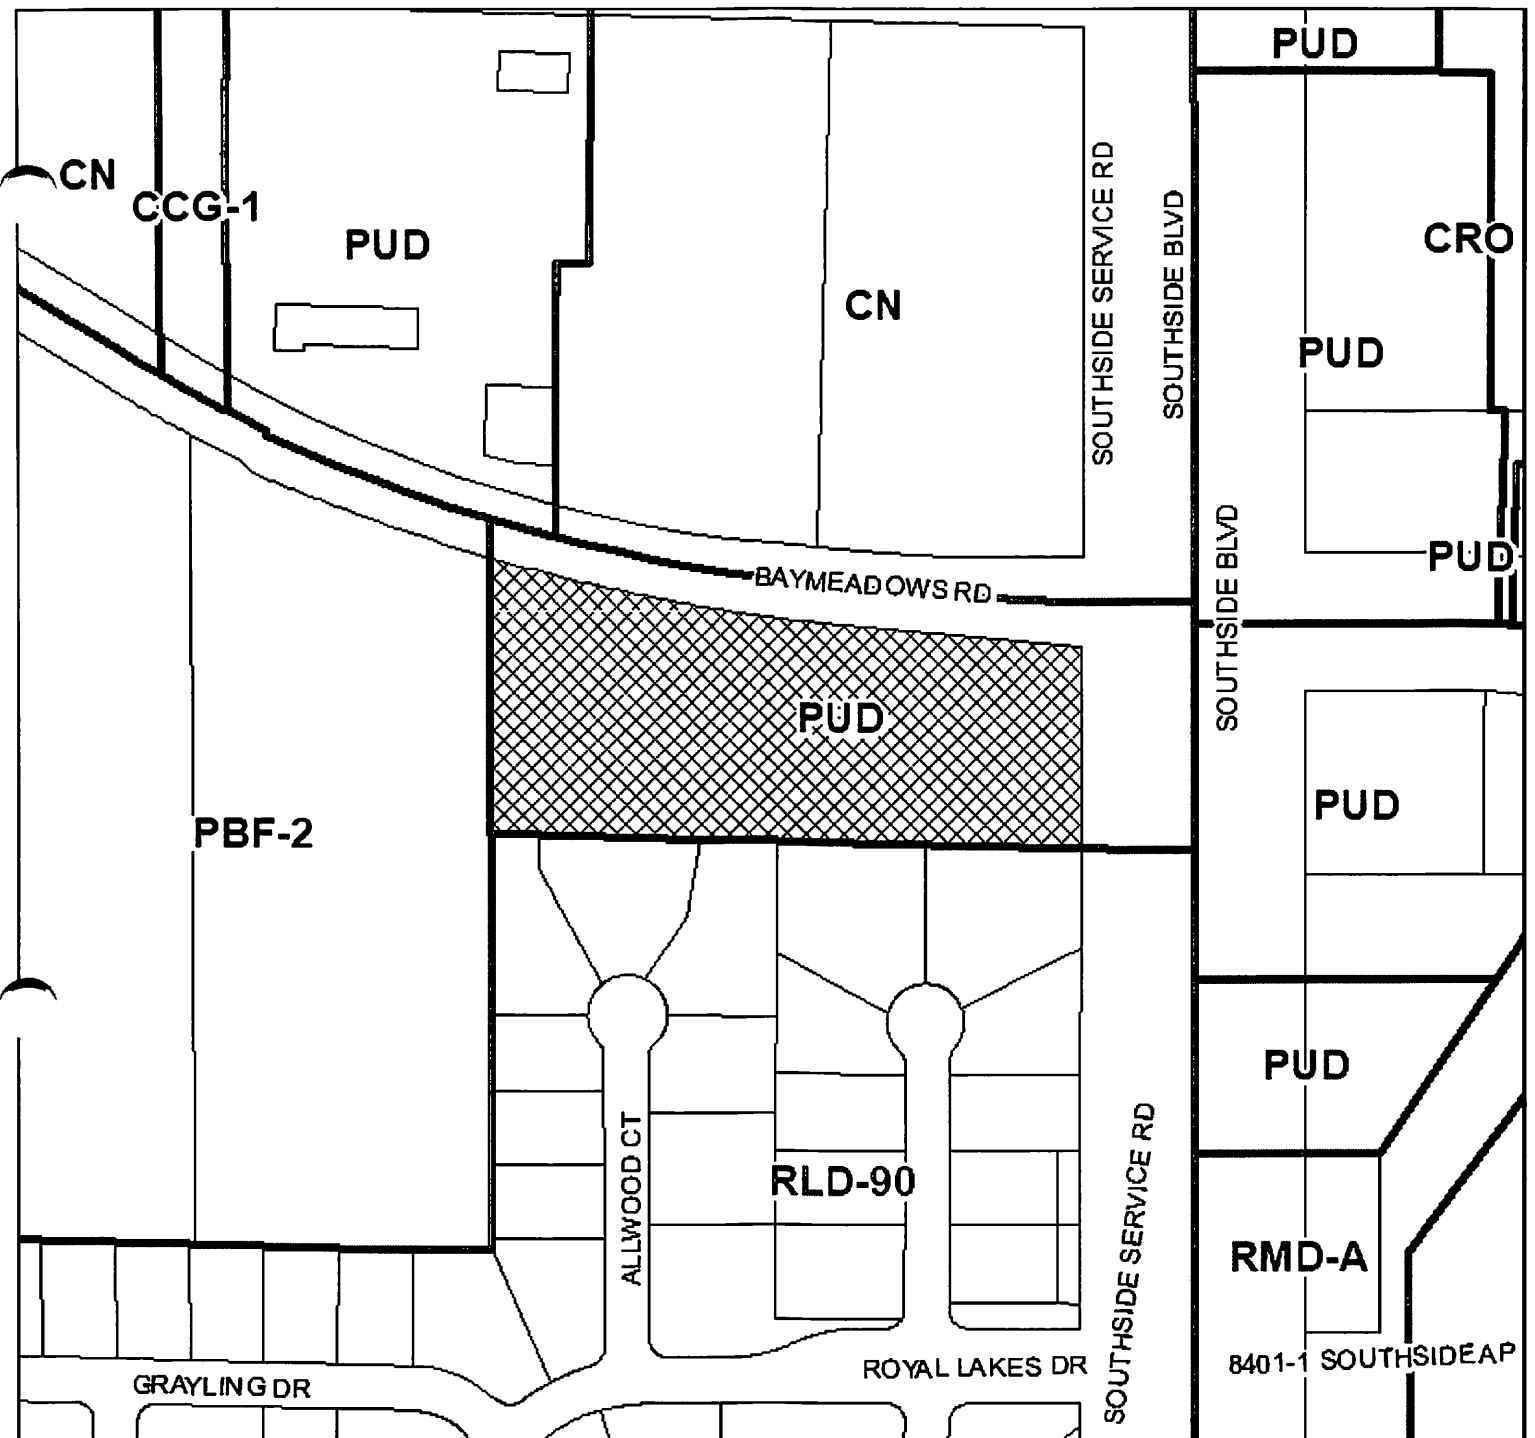 PUD
CN
CCG-1
PUD
CN
SOUTHSIDE SERVICE RD
SOUTHSIDE BLVD
CRO
PUD
PUD
SOUTHSIDE BLVD
BAYMEADOWS RD
PUD
PUD
PBF-2
PUD
RLD-90
ALLWOOD CT
SOUTHSIDE SERVICE RD
RMD-A
8401-1 SOUTHSIDE AP
ROYAL LAKES DR
GRAYLING DR